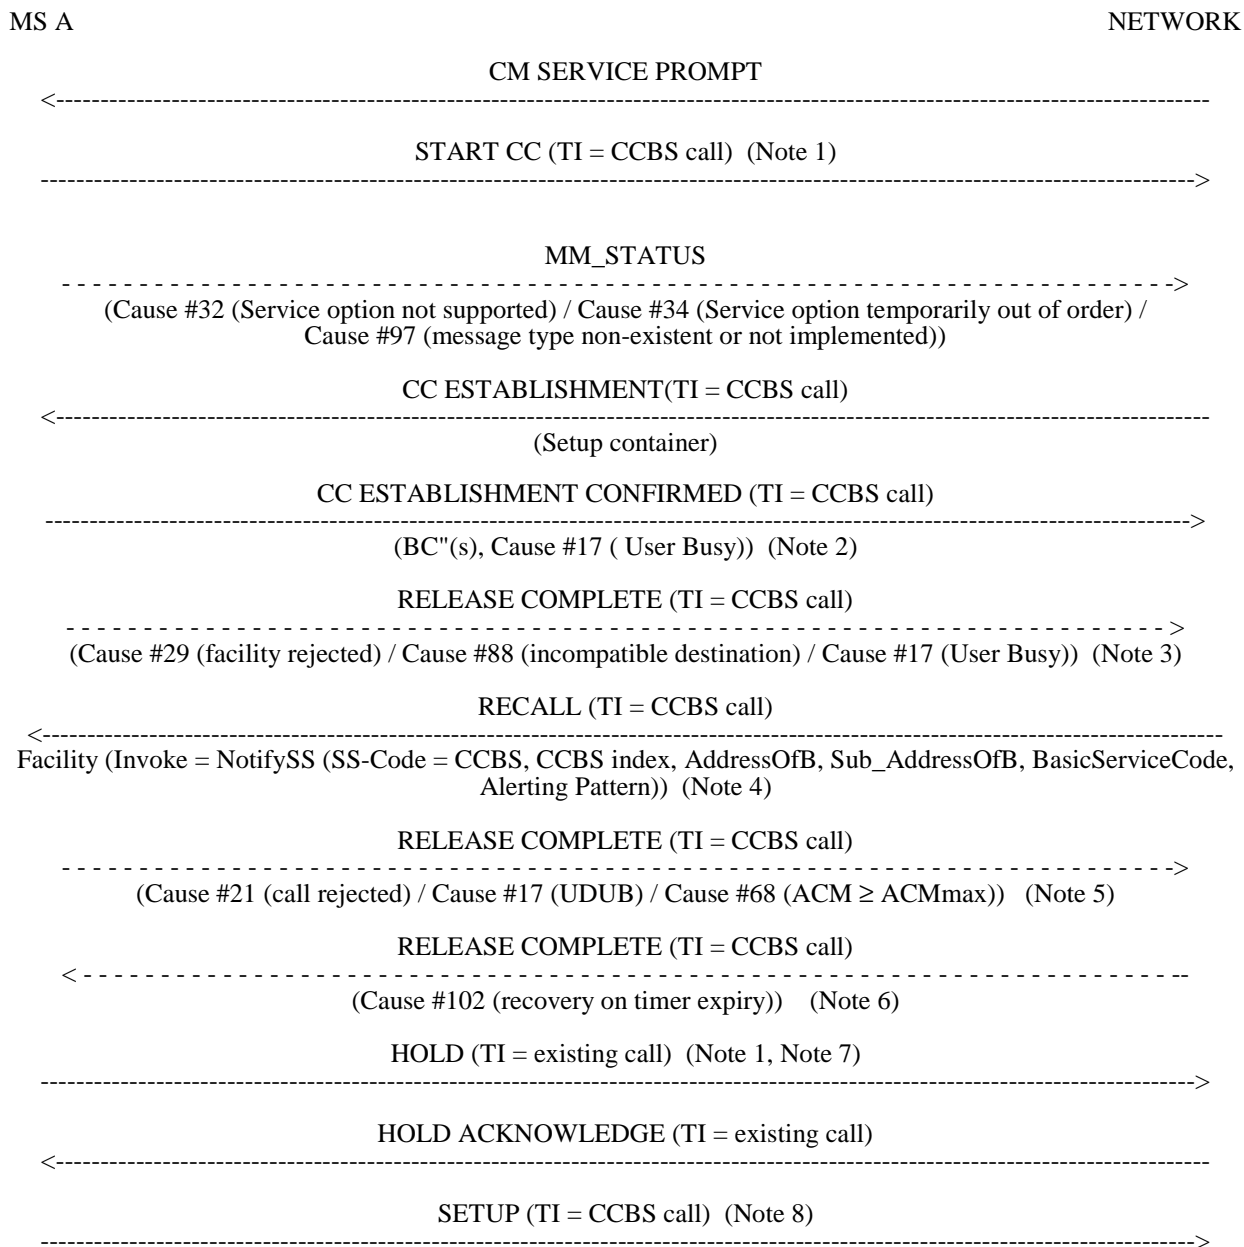 MS A NETWORK
CM SERVICE PROMPT
<----------------------------------------------------------------------------------------------------------------------------------
START CC (TI = CCBS call) (Note 1)
---------------------------------------------------------------------------------------------------------------------------------->
MM_STATUS
- - - - - - - - - - - - - - - - - - - - - - - - - - - - - - - - - - - - - - - - - - - - - - - - - - - - - - - - - - - - - - - - - - - - - - - ->
(Cause #32 (Service option not supported) / Cause #34 (Service option temporarily out of order) /
Cause #97 (message type non-existent or not implemented))
CC ESTABLISHMENT(TI = CCBS call)
<----------------------------------------------------------------------------------------------------------------------------------
(Setup container)
CC ESTABLISHMENT CONFIRMED (TI = CCBS call)
--------------------------------------------------------------------------------------------------------------------------------->
(BC"(s), Cause #17 ( User Busy)) (Note 2)
RELEASE COMPLETE (TI = CCBS call)
- - - - - - - - - - - - - - - - - - - - - - - - - - - - - - - - - - - - - - - - - - - - - - - - - - - - - - - - - - - - - - - - - - - - - - - >
(Cause #29 (facility rejected) / Cause #88 (incompatible destination) / Cause #17 (User Busy)) (Note 3)
RECALL (TI = CCBS call)
<-------------------------------------------------------------------------------------------------------------------------------------
Facility (Invoke = NotifySS (SS-Code = CCBS, CCBS index, AddressOfB, Sub_AddressOfB, BasicServiceCode,
Alerting Pattern)) (Note 4)
RELEASE COMPLETE (TI = CCBS call)
- - - - - - - - - - - - - - - - - - - - - - - - - - - - - - - - - - - - - - - - - - - - - - - - - - - - - - - - - - - - - - - - - - - - - - - ->
(Cause #21 (call rejected) / Cause #17 (UDUB) / Cause #68 (ACM ≥ ACMmax)) (Note 5)
RELEASE COMPLETE (TI = CCBS call)
< - - - - - - - - - - - - - - - - - - - - - - - - - - - - - - - - - - - - - - - - - - - - - - - - - - - - - - - - - - - - - - - - - - - - - - --
(Cause #102 (recovery on timer expiry)) (Note 6)
HOLD (TI = existing call) (Note 1, Note 7)
---------------------------------------------------------------------------------------------------------------------------------->
HOLD ACKNOWLEDGE (TI = existing call)
<----------------------------------------------------------------------------------------------------------------------------------
SETUP (TI = CCBS call) (Note 8)
---------------------------------------------------------------------------------------------------------------------------------->